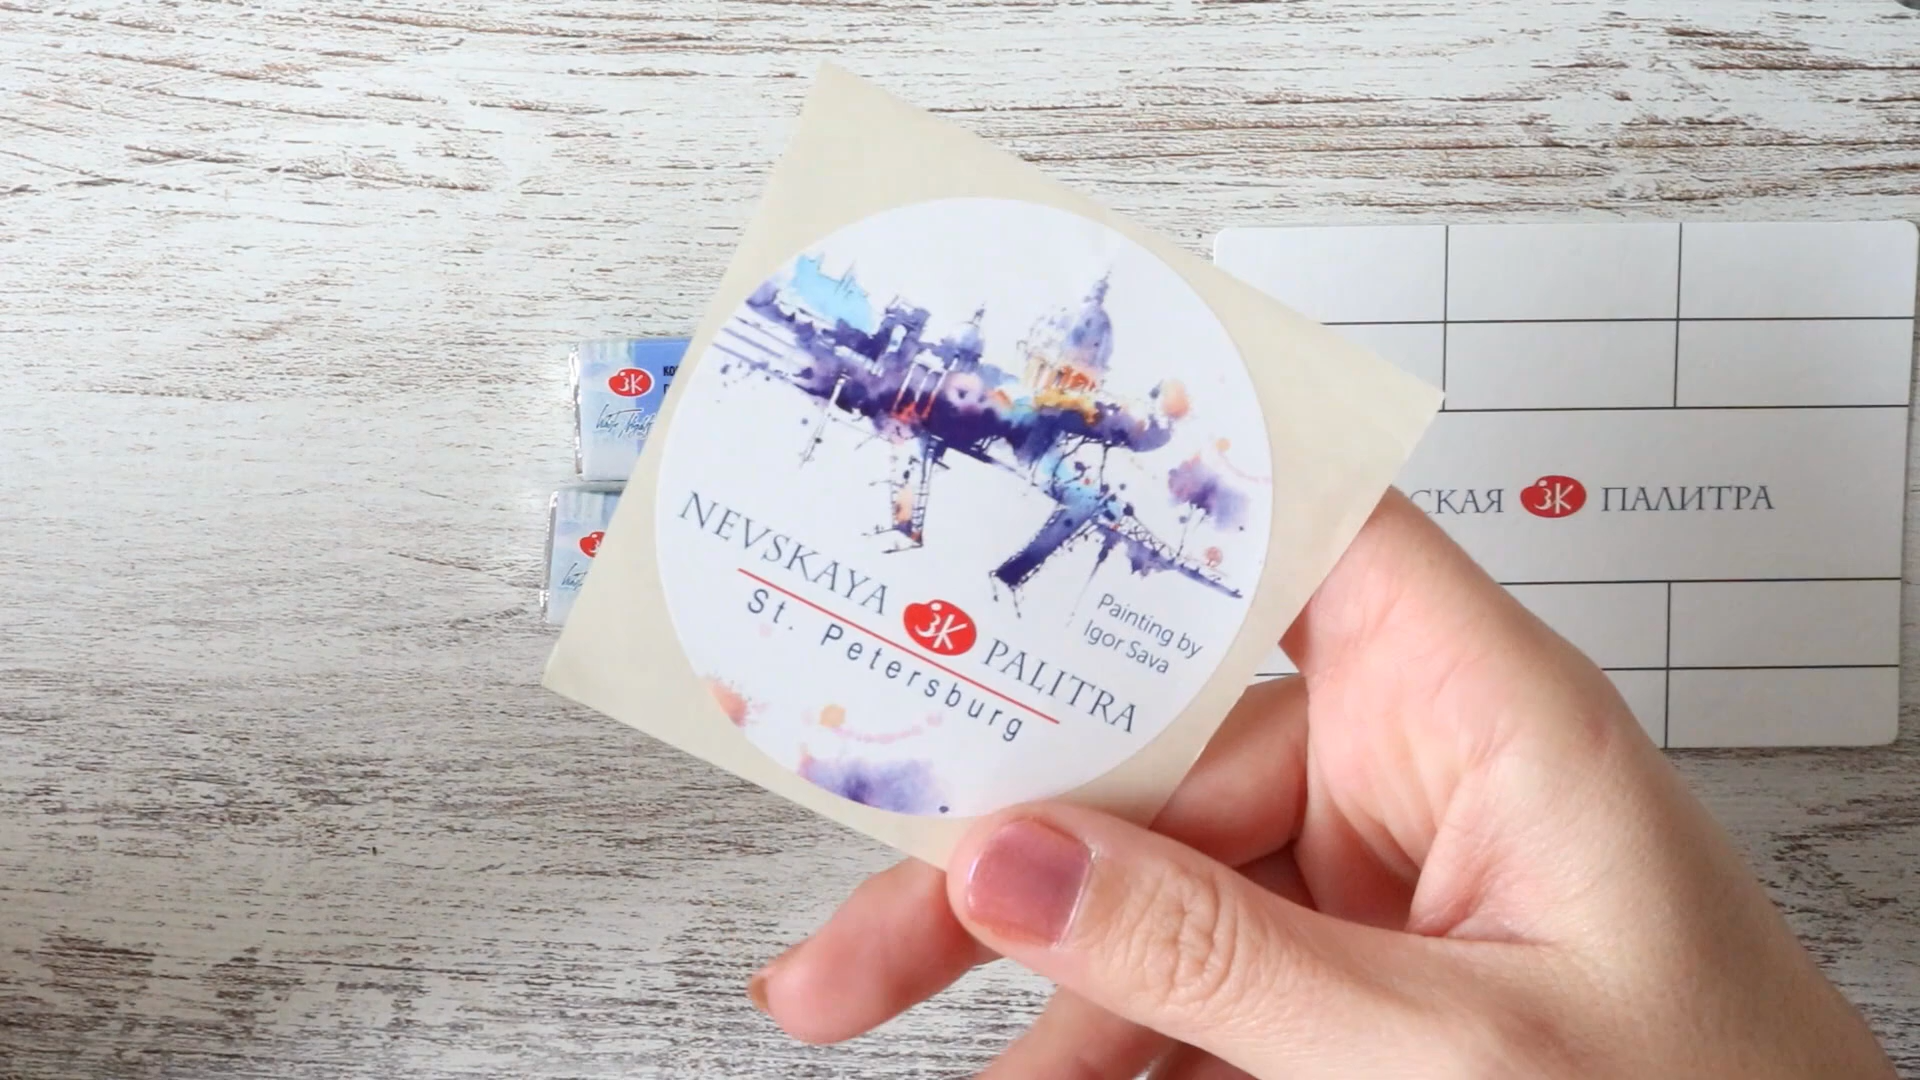 NEVSKAYA ЗК PALITRA
St. Petersburg
Painting by
Igor Sava
ЗК
ЗК
СКАЯ ЗК ПАЛИТРА